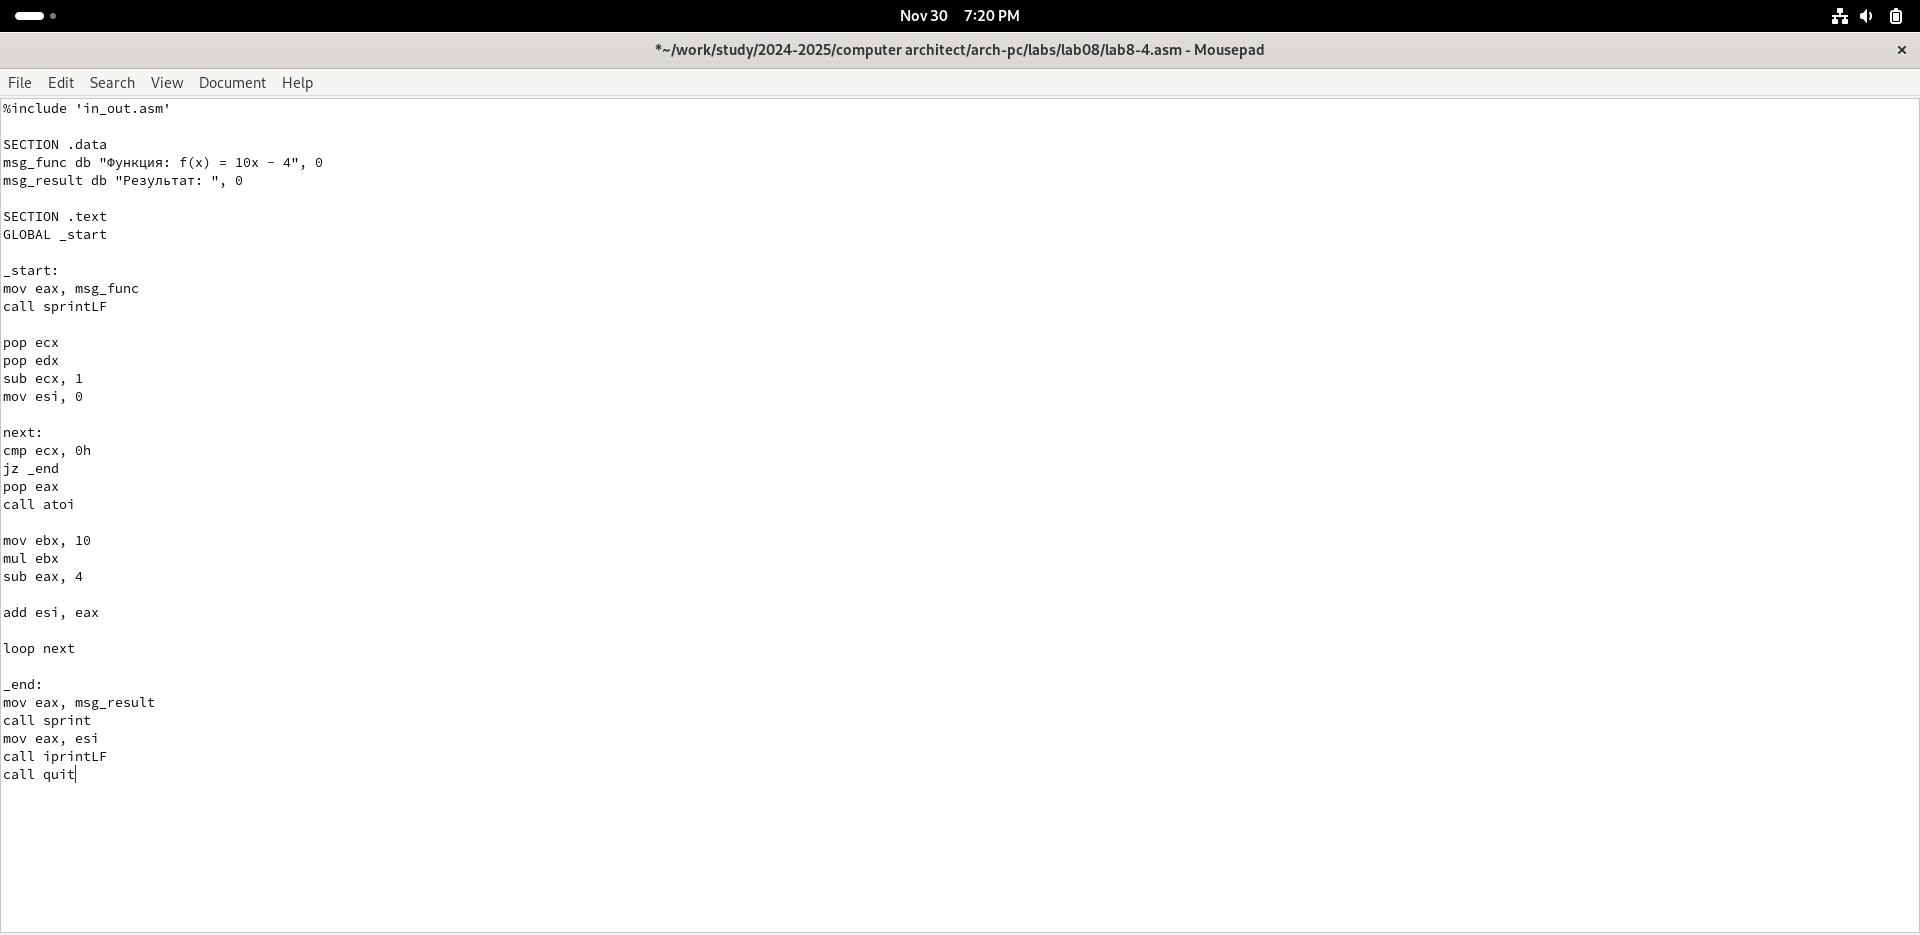 Nov 30 7:20 PM
*~/work/study/2024-2025/computer architect/arch-pc/labs/lab08/lab8-4.asm - Mousepad
File Edit Search View Document Help
%include 'in_out.asm'
SECTION .data
msg_func db "Функция: f(x) = 10x - 4", 0
msg_result db "Результат: ", 0
SECTION .text
GLOBAL _start
_start:
mov eax, msg_func
call sprintLF
pop ecx
pop edx
sub ecx, 1
mov esi, 0
next:
cmp ecx, 0h
jz _end
pop eax
call atoi
mov ebx, 10
mul ebx
sub eax, 4
add esi, eax
loop next
_end:
mov eax, msg_result
call sprint
mov eax, esi
call iprintLF
call quit